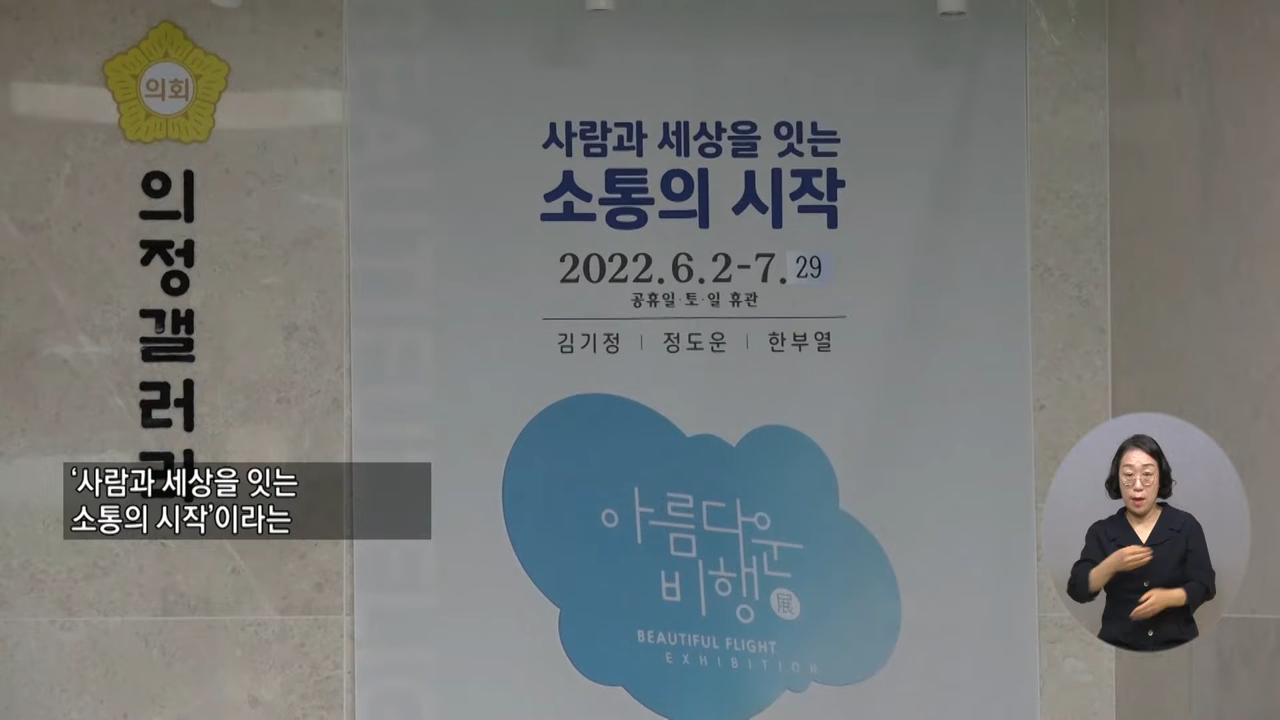 의회
의정갤러리
사람과 세상을 잇는
소통의 시작
2022.6.2-7.29
공휴일·토·일 휴관
김기정 | 정도운 | 한부열
아름다운
비행 展
BEAUTIFUL FLIGHT
EXHIBITION
‘사람과 세상을 잇는
소통의 시작’이라는